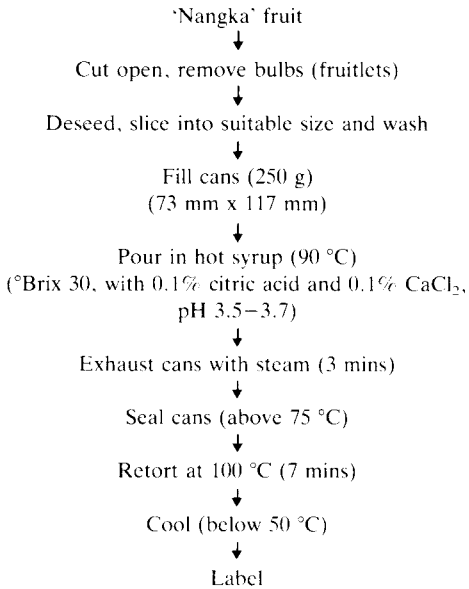 'Nangka' fruit
Cut open, remove bulbs (fruitlets)
Deseed, slice into suitable size and wash
Fill cans (250 g)
(73 mm x 117 mm)
Pour in hot syrup (90 °C)
(°Brix 30, with 0.1% citric acid and 0.1% CaCl₂,
pH 3.5–3.7)
Exhaust cans with steam (3 mins)
Seal cans (above 75 °C)
Retort at 100 °C (7 mins)
Cool (below 50 °C)
Label